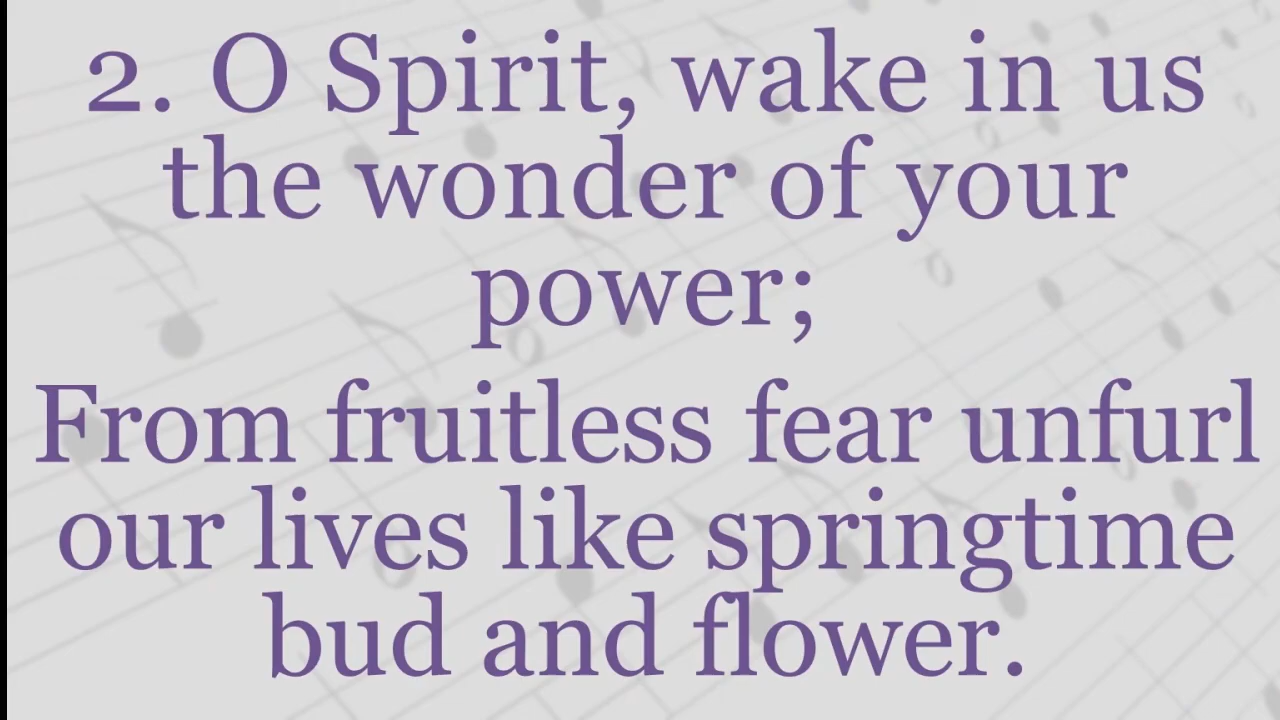 2. O Spirit, wake in us
the wonder of your
power;
From fruitless fear unfurl
our lives like springtime
bud and flower.